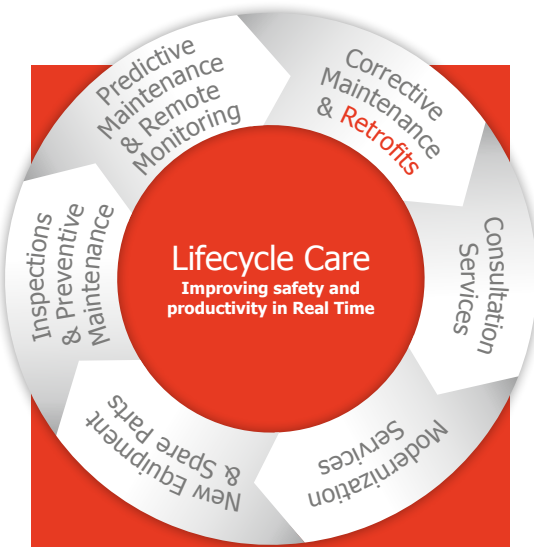 Predictive
Maintenance
& Remote
Monitoring
Corrective
Maintenance
& Retrofits
Consultation
Services
Modernization
Services
New Equipment
& Spare Parts
Inspections
& Preventive
Maintenance
Lifecycle Care
Improving safety and
productivity in Real Time